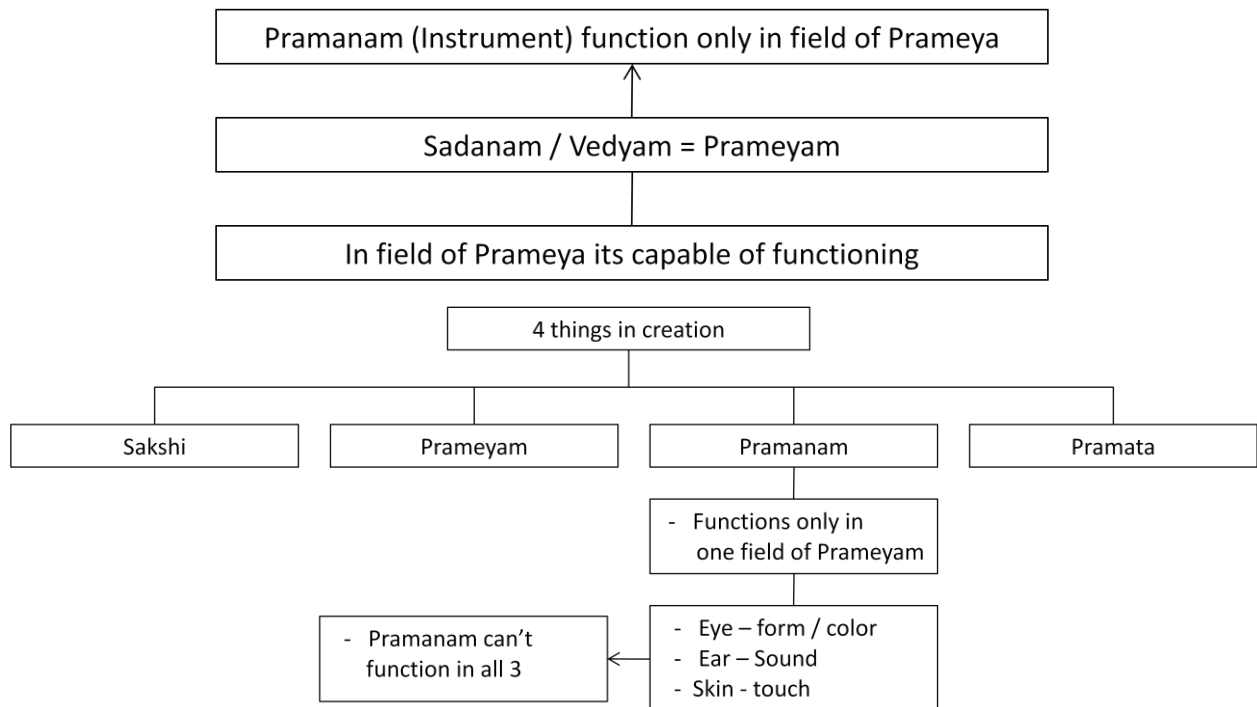 Pramanam (Instrument) function only in field of Prameya
Sadanam / Vedyam = Prameyam
In field of Prameya its capable of functioning
4 things in creation
Sakshi
Prameyam
Pramanam
Pramata
- Functions only in
one field of Prameyam
- Eye – form / color
- Ear – Sound
- Skin - touch
- Pramanam can’t
function in all 3